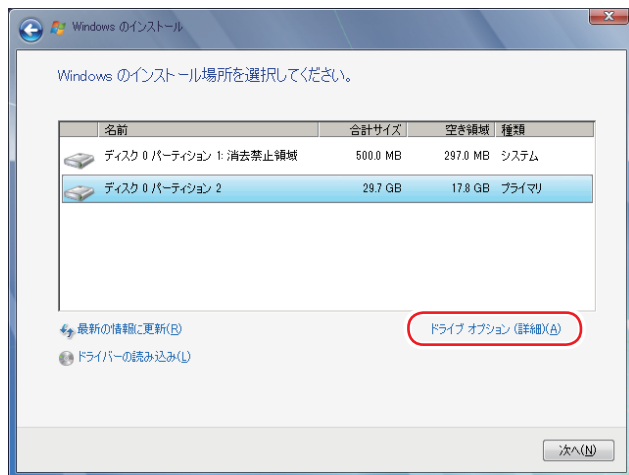 Windows のインストール
Windows のインストール場所を選択してください。
名前 合計サイズ 空き領域 種類
ディスク 0 パーティション 1: 消去禁止領域 500.0 MB 297.0 MB システム
ディスク 0 パーティション 2 29.7 GB 17.8 GB プライマリ
最新の情報に更新(R) ドライブ オプション (詳細)(A)
ドライバーの読み込み(L)
次へ(N)